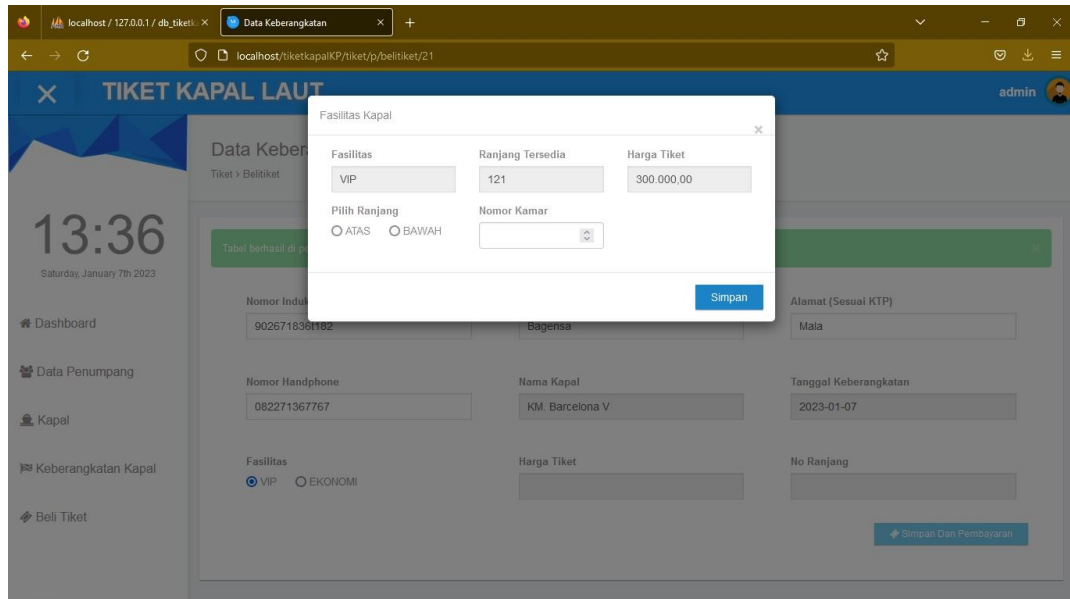 localhost / 127.0.0.1 / db_tiketk
Data Keberangkatan
localhost/tiketkapalKP/tiket/p/belitiket/21
TIKET KAPAL LAUT
admin
Fasilitas Kapal
Data Keber
Tiket > Belitiket
Fasilitas
Ranjang Tersedia
Harga Tiket
VIP
121
300.000,00
Pilih Ranjang
Nomor Kamar
ATAS
BAWAH
13:36
Saturday, January 7th 2023
Tabel berhasil di
Simpan
Nomor Induk
Alamat (Sesuai KTP)
Bagensa
Mala
Dashboard
Data Penumpang
Nomor Handphone
Nama Kapal
Tanggal Keberangkatan
082271367767
KM. Barcelona V
2023-01-07
Kapal
Keberangkatan Kapal
Fasilitas
Harga Tiket
No Ranjang
VIP
EKONOMI
Beli Tiket
Simpan Dan Pembayaran